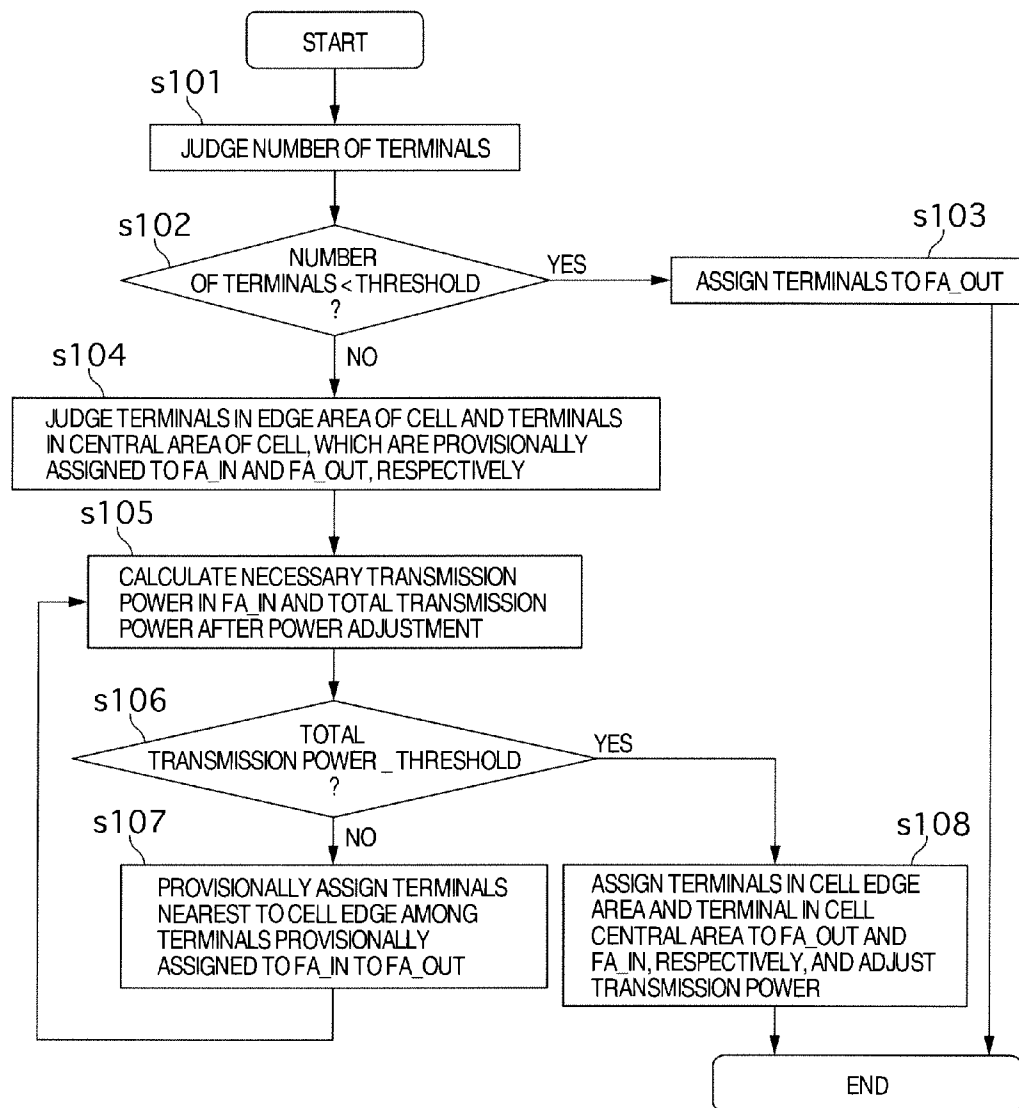 START
s101
JUDGE NUMBER OF TERMINALS
s102
NUMBER
OF TERMINALS < THRESHOLD
?
YES
s103
ASSIGN TERMINALS TO FA_OUT
NO
s104
JUDGE TERMINALS IN EDGE AREA OF CELL AND TERMINALS
IN CENTRAL AREA OF CELL, WHICH ARE PROVISIONALLY
ASSIGNED TO FA_IN AND FA_OUT, RESPECTIVELY
s105
CALCULATE NECESSARY TRANSMISSION
POWER IN FA_IN AND TOTAL TRANSMISSION
POWER AFTER POWER ADJUSTMENT
s106
TOTAL
TRANSMISSION POWER _ THRESHOLD
?
YES
NO
s107
PROVISIONALLY ASSIGN TERMINALS
NEAREST TO CELL EDGE AMONG
TERMINALS PROVISIONALLY
ASSIGNED TO FA_IN TO FA_OUT
s108
ASSIGN TERMINALS IN CELL EDGE
AREA AND TERMINAL IN CELL
CENTRAL AREA TO FA_OUT AND
FA_IN, RESPECTIVELY, AND ADJUST
TRANSMISSION POWER
END